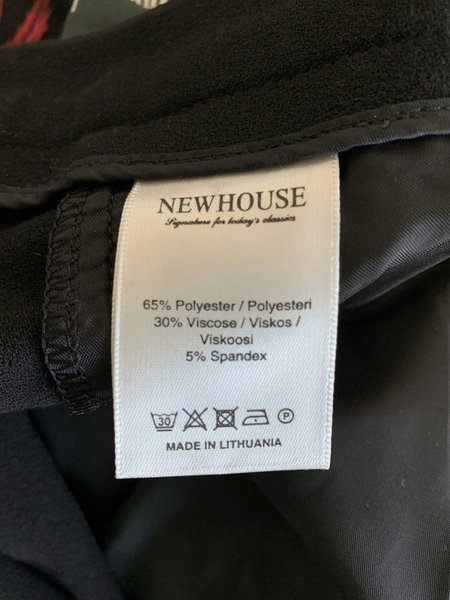 NEWHOUSE
Signature for today's classics
65% Polyester / Polyesteri
30% Viscose / Viskos /
Viskoosi
5% Spandex
30 P
MADE IN LITHUANIA